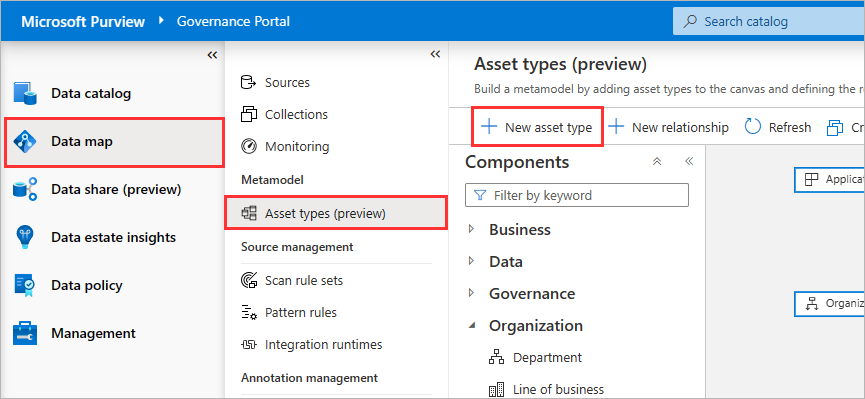 Microsoft Purview Governance Portal
Search catalog
Data catalog
Data map
Data share (preview)
Data estate insights
Data policy
Management
Sources
Collections
Monitoring
Metamodel
Asset types (preview)
Source management
Scan rule sets
Pattern rules
Integration runtimes
Annotation management
Asset types (preview)
Build a metamodel by adding asset types to the canvas and defining the r
New asset type New relationship Refresh Cr
Components
Filter by keyword
Business
Data
Governance
Organization
Department
Line of business
Applicat
Organiz